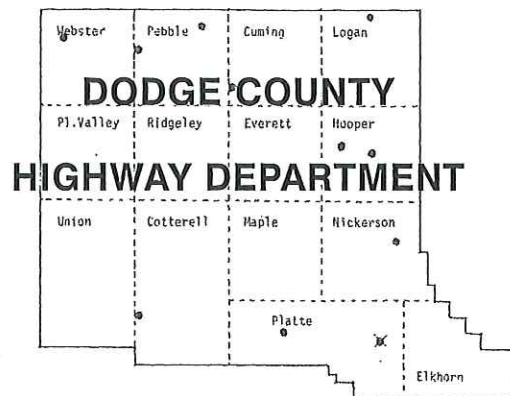 Webster Pebble Cuming Logan
DODGE COUNTY
Pl.Valley Ridgeley Everett Hooper
HIGHWAY DEPARTMENT
Union Cotterell Maple Nickerson
Platte
Elkhorn